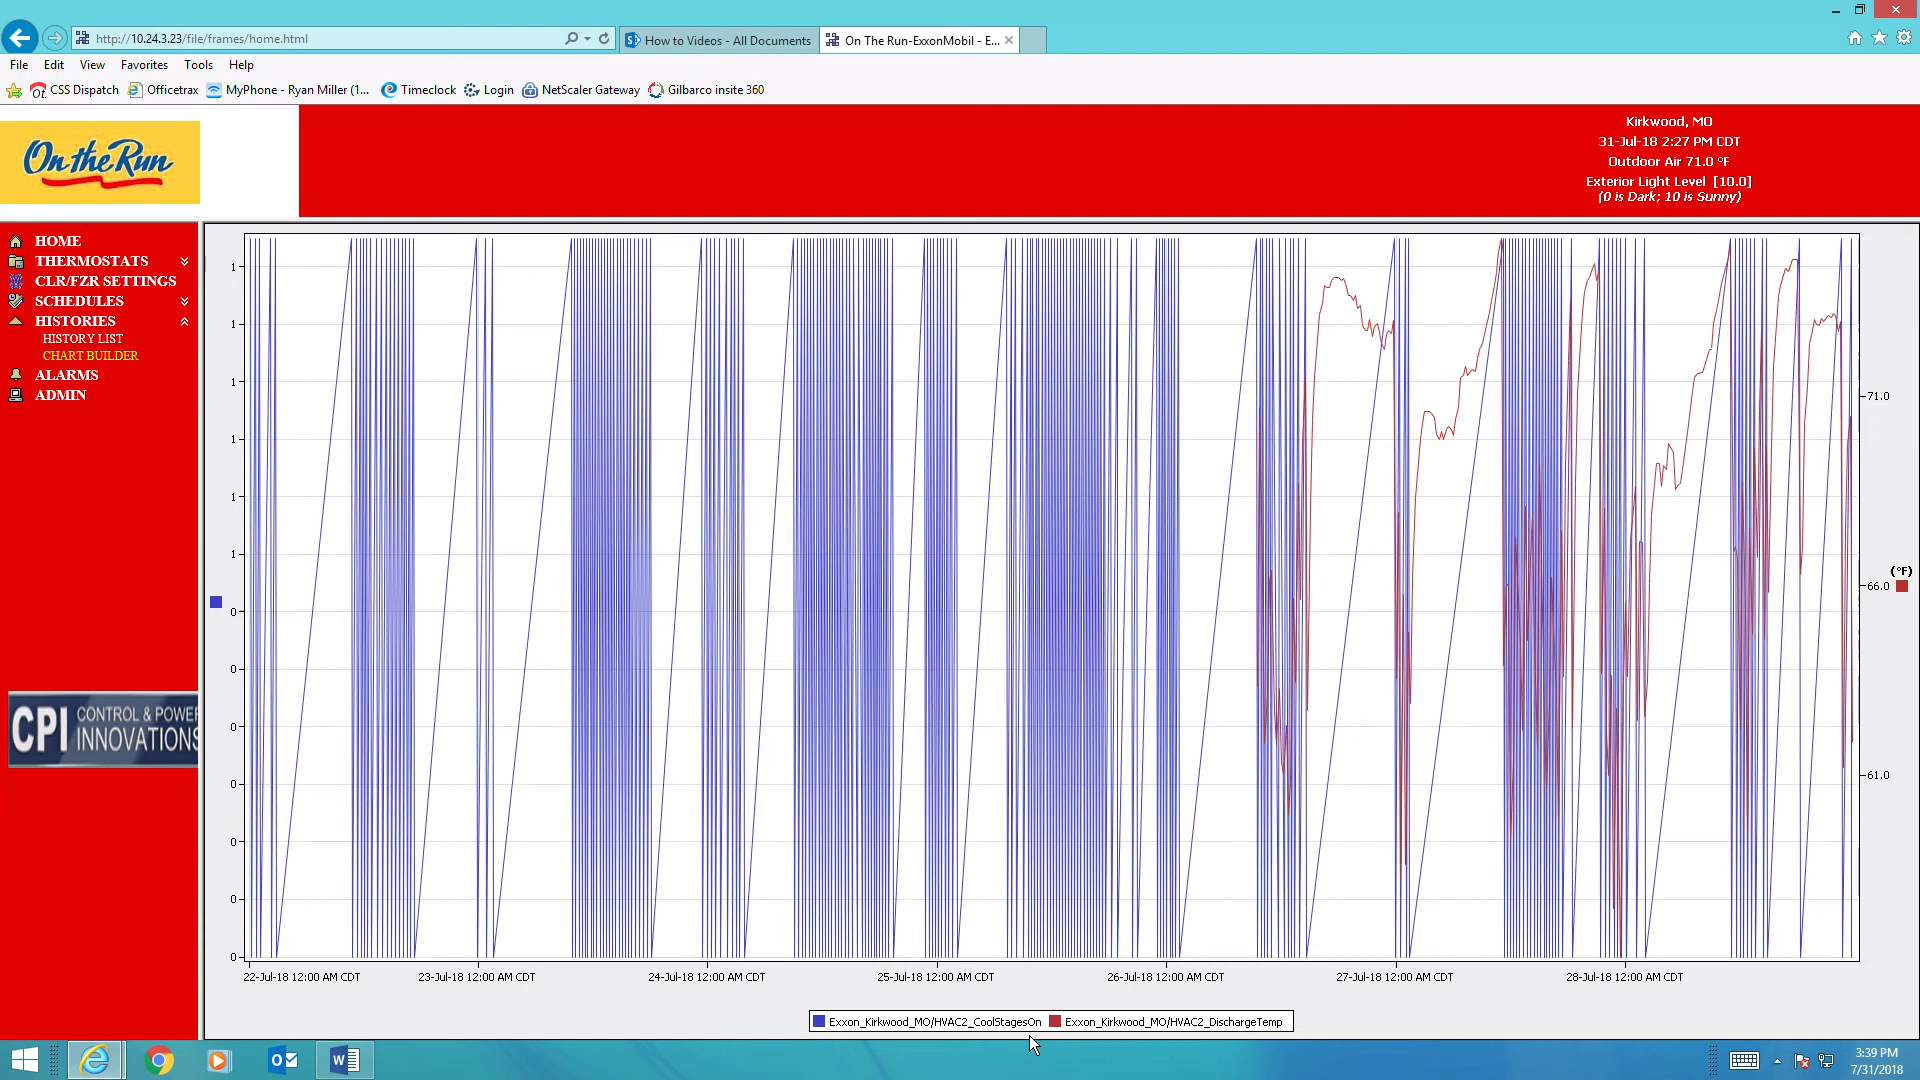 http://10.24.3.23/file/frames/home.html
How to Videos - All Documents
On The Run-ExxonMobil - E...
File Edit View Favorites Tools Help
CSS Dispatch Officetrax MyPhone - Ryan Miller (1... Timeclock Login NetScaler Gateway Gilbarco insite 360
On the Run
Kirkwood, MO
31-Jul-18 2:27 PM CDT
Outdoor Air 71.0 °F
Exterior Light Level [10.0]
(0 is Dark; 10 is Sunny)
HOME
THERMOSTATS
CLR/FZR SETTINGS
SCHEDULES
HISTORIES
HISTORY LIST
CHART BUILDER
ALARMS
ADMIN
CPI CONTROL & POWER
INNOVATIONS
1
1
1
1
1
1
0
0
0
0
0
0
0
71.0
(°F)
66.0
61.0
22-Jul-18 12:00 AM CDT
23-Jul-18 12:00 AM CDT
24-Jul-18 12:00 AM CDT
25-Jul-18 12:00 AM CDT
26-Jul-18 12:00 AM CDT
27-Jul-18 12:00 AM CDT
28-Jul-18 12:00 AM CDT
Exxon_Kirkwood_MO/HVAC2_CoolStagesOn Exxon_Kirkwood_MO/HVAC2_DischargeTemp
3:39 PM
7/31/2018